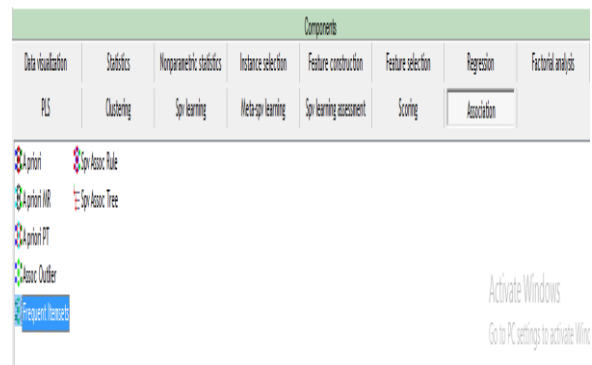 Components
Data visualization Statistics Nonparametric statistics Instance selection Feature construction Feature selection Regression Factorial analysis
PLS Clustering Spv learning Meta-spv learning Spv learning assessment Scoring Association
A priori Spv Assoc Rule
A priori MR Spv Assoc Tree
A priori PT
Assoc Outlier
Frequent Itemsets
Activate Windows
Go to PC settings to activate Wind